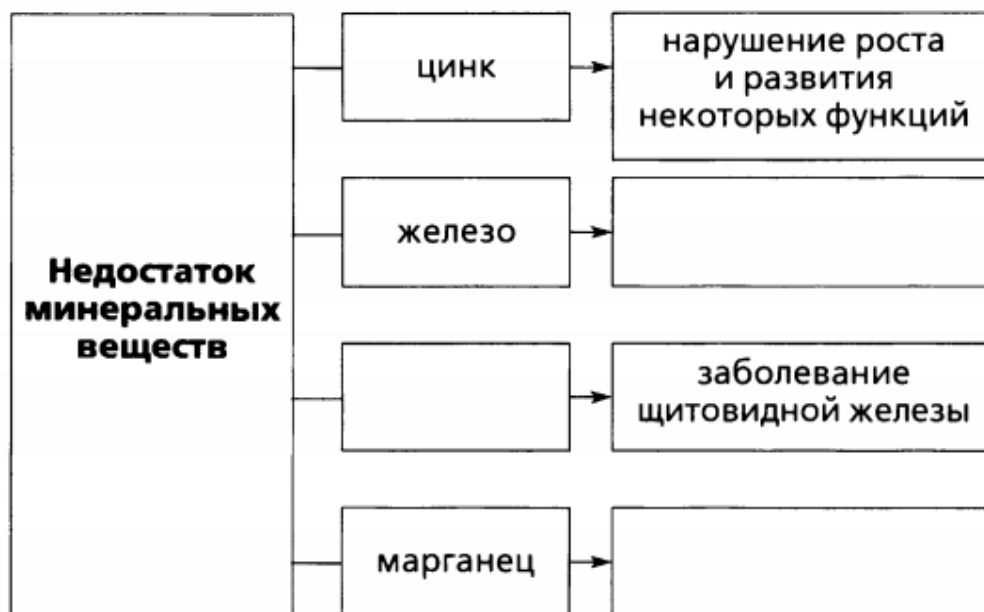 Недостаток
минеральных
веществ
цинк
нарушение роста
и развития
некоторых функций
железо
заболевание
щитовидной железы
марганец